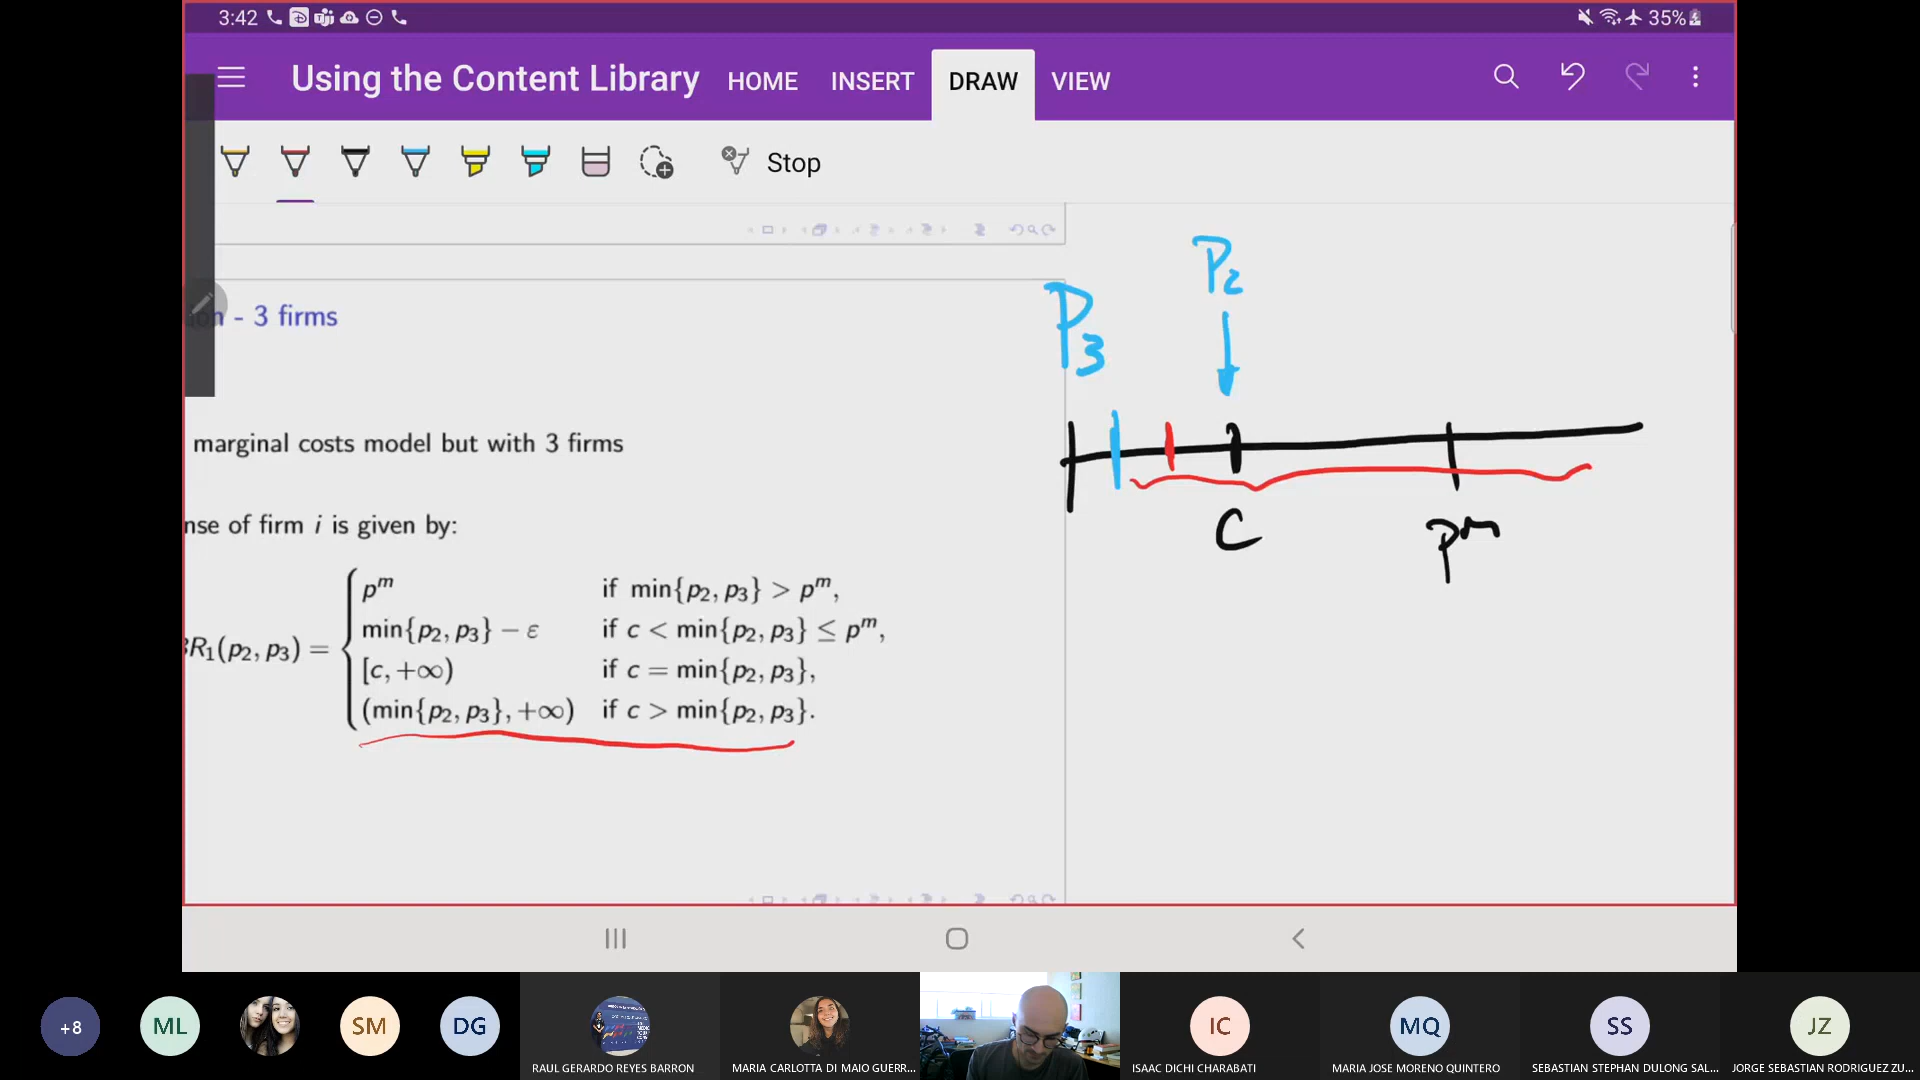 3:42 35%
Using the Content Library HOME INSERT DRAW VIEW
Stop
P₂
P₃
- 3 firms
marginal costs model but with 3 firms
nse of firm i is given by:
pᵐ if min{p₂, p₃} > pᵐ,
min{p₂, p₃} − ε if c < min{p₂, p₃} ≤ pᵐ,
R₁(p₂, p₃) =
[c, +∞) if c = min{p₂, p₃},
(min{p₂, p₃}, +∞) if c > min{p₂, p₃}.
C
pᵐ
+8 ML SM DG IC MQ SS JZ
RAUL GERARDO REYES BARRON
MARIA CARLOTTA DI MAIO GUERR...
ISAAC DICHI CHARABATI
MARIA JOSE MORENO QUINTERO
SEBASTIAN STEPHAN DULONG SAL...
JORGE SEBASTIAN RODRIGUEZ ZU...